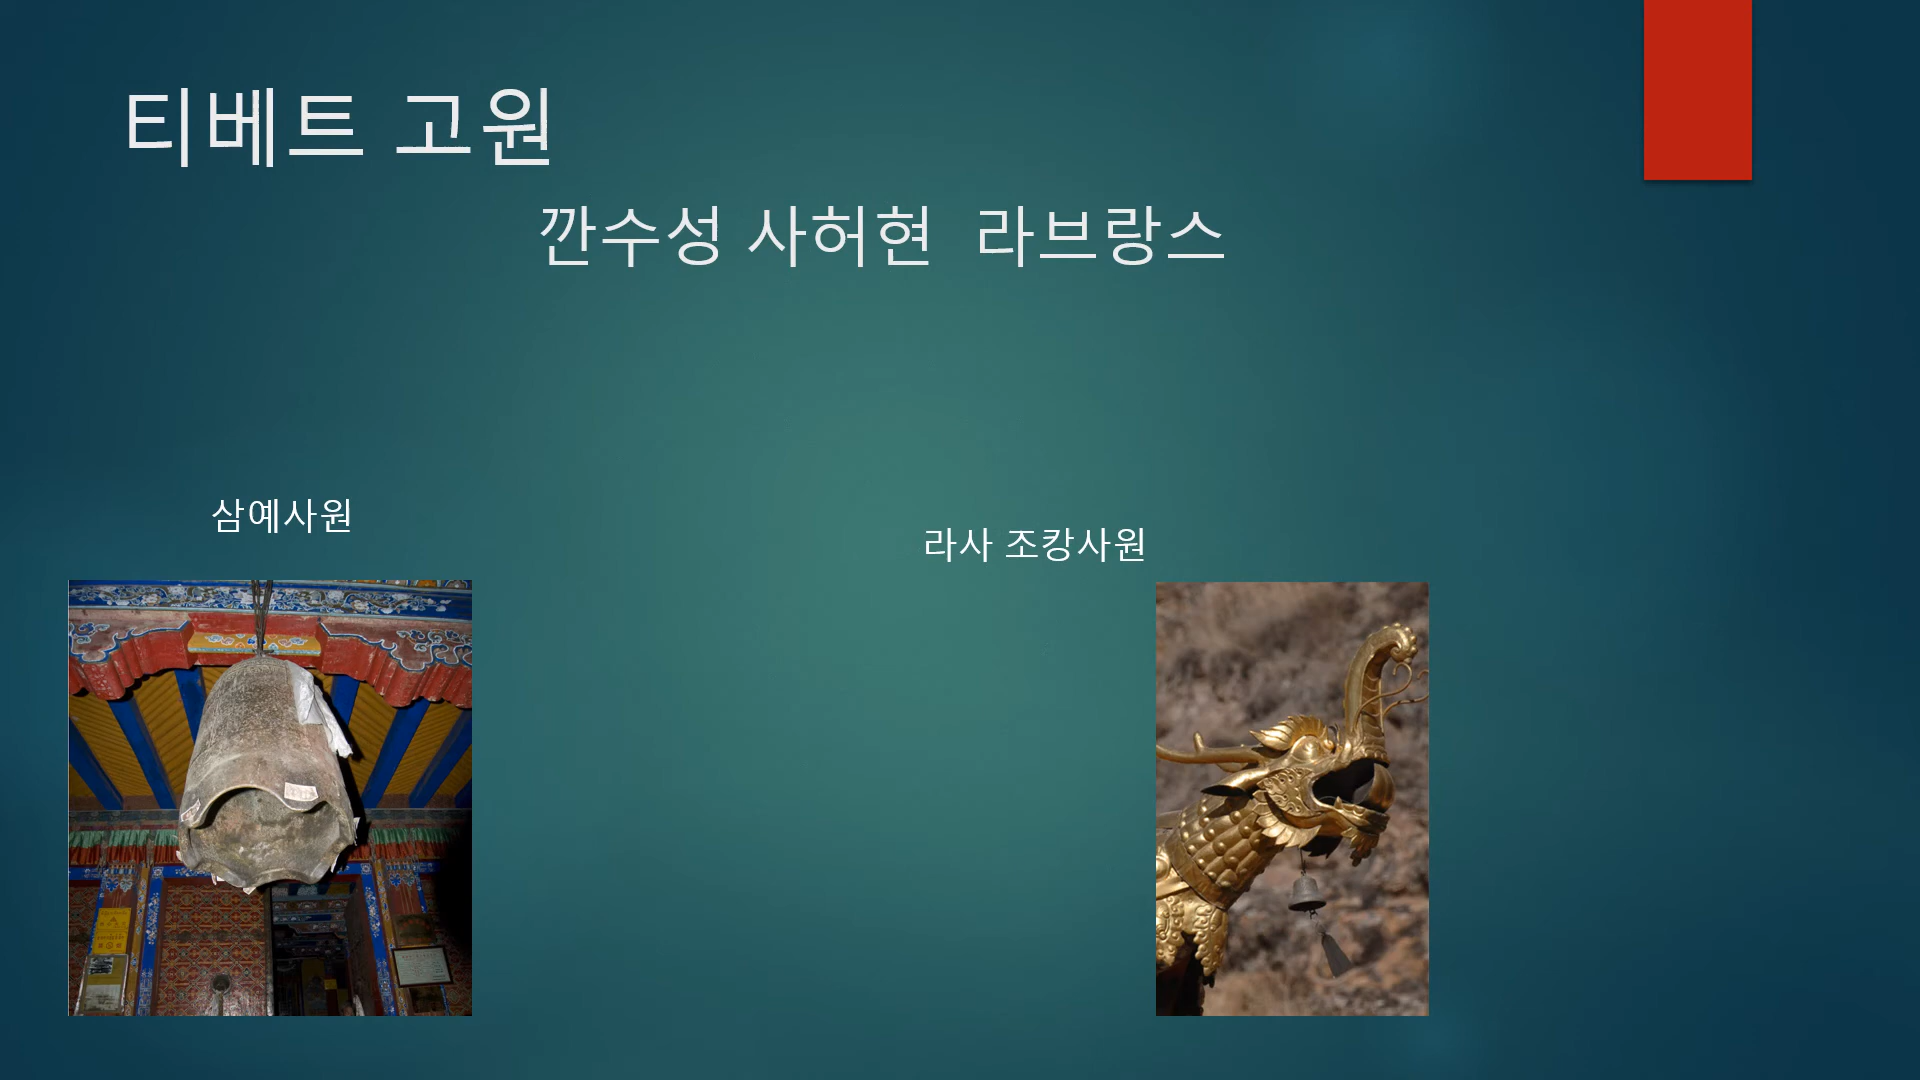 티베트 고원
깐수성 사허현  라브랑스
삼예사원
라사 조캉사원